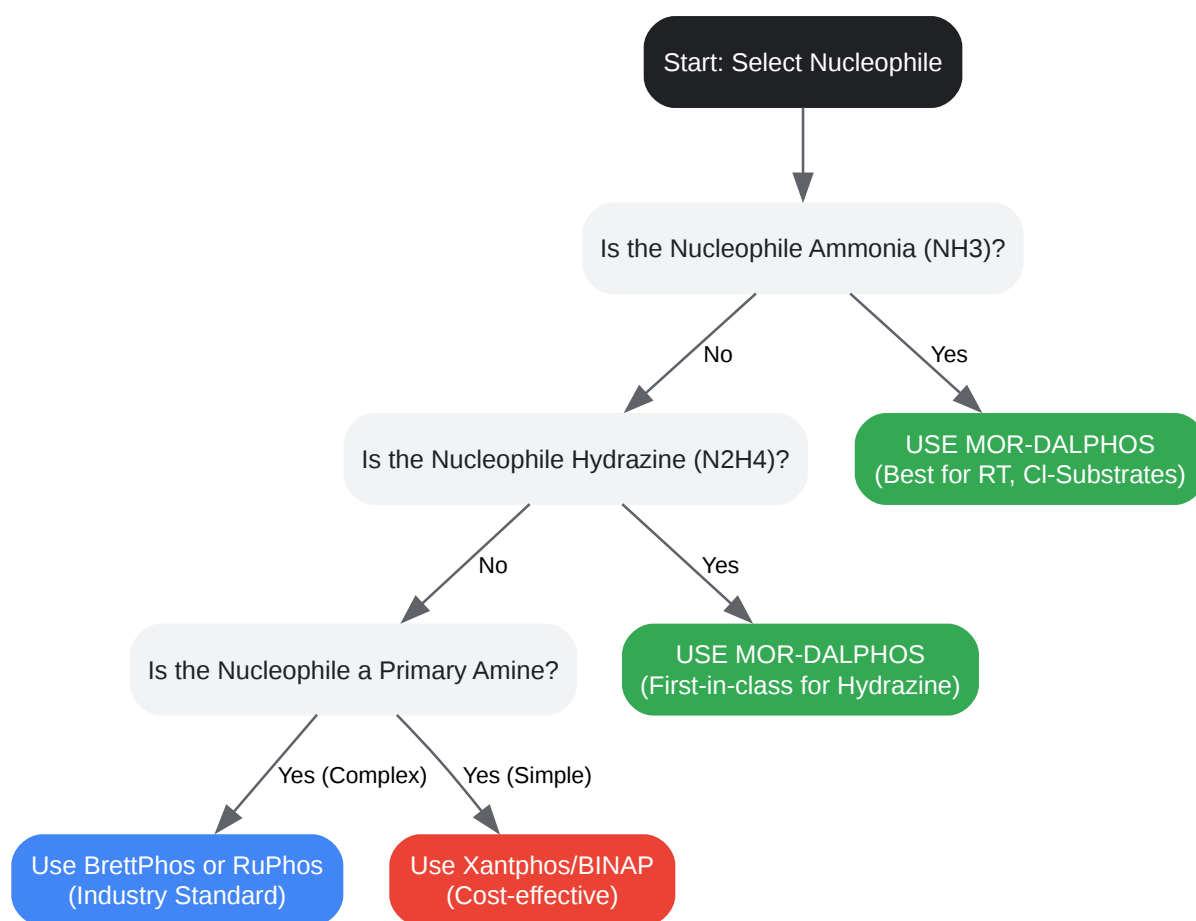 Start: Select Nucleophile
Is the Nucleophile Ammonia (NH3)?
No
Yes
Is the Nucleophile Hydrazine (N2H4)?
USE MOR-DALPHOS
(Best for RT, Cl-Substrates)
No
Yes
Is the Nucleophile a Primary Amine?
USE MOR-DALPHOS
(First-in-class for Hydrazine)
Yes (Complex)
Yes (Simple)
Use BrettPhos or RuPhos
(Industry Standard)
Use Xantphos/BINAP
(Cost-effective)